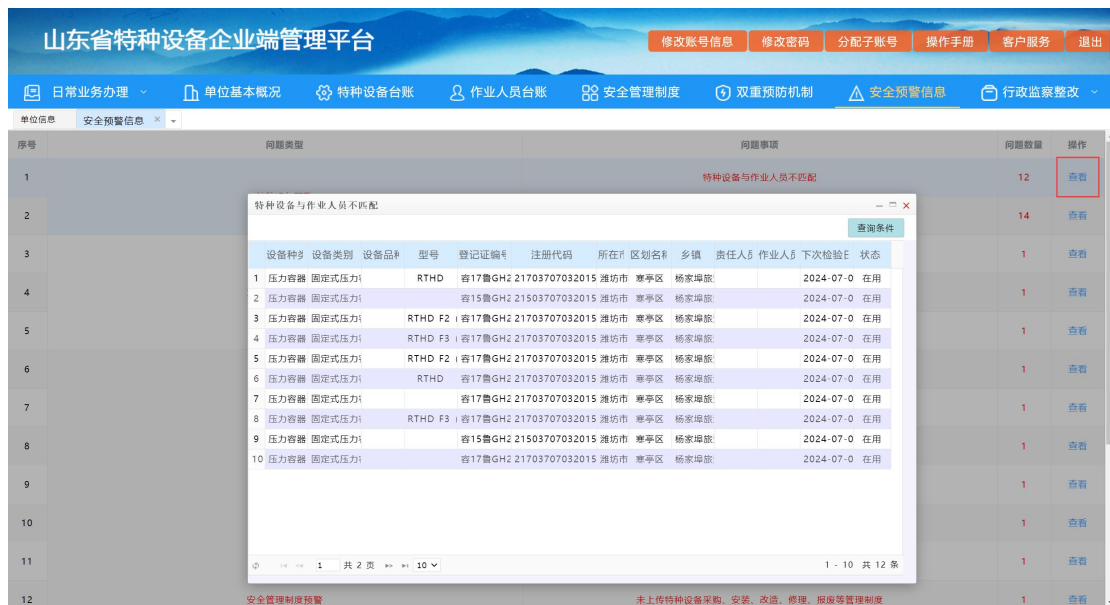 山东省特种设备企业端管理平台
修改账号信息 修改密码 分配子账号 操作手册 客户服务 退出
日常业务办理 单位基本概况 特种设备台账 作业人员台账 安全管理制度 双重预防机制 安全预警信息 行政监察整改
单位信息 安全预警信息 ×
序号 问题类型 问题事项 问题数量 操作
1 特种设备与作业人员不匹配 12 查看
2 14 查看
3 1 查看
4 1 查看
5 1 查看
6 1 查看
7 1 查看
8 1 查看
9 1 查看
10 1 查看
11 1 查看
12 安全管理制度预警 未上传特种设备采购、安装、改造、修理、报废等管理制度 1 查看
特种设备与作业人员不匹配
查询条件
设备种 设备类别 设备品 型号 登记证编 注册代码 所在 区划名 乡镇 责任人 作业人 下次检验 状态
1 压力容器 固定式压力 RTHD 容17鲁GH2 21703707032015 潍坊市 寒亭区 杨家埠旅 2024-07-0 在用
2 压力容器 固定式压力 容15鲁GH2 21503707032015 潍坊市 寒亭区 杨家埠旅 2024-07-0 在用
3 压力容器 固定式压力 RTHD F2 容17鲁GH2 21703707032015 潍坊市 寒亭区 杨家埠旅 2024-07-0 在用
4 压力容器 固定式压力 RTHD F3 容17鲁GH2 21703707032015 潍坊市 寒亭区 杨家埠旅 2024-07-0 在用
5 压力容器 固定式压力 RTHD F2 容17鲁GH2 21703707032015 潍坊市 寒亭区 杨家埠旅 2024-07-0 在用
6 压力容器 固定式压力 RTHD 容17鲁GH2 21703707032015 潍坊市 寒亭区 杨家埠旅 2024-07-0 在用
7 压力容器 固定式压力 容17鲁GH2 21703707032015 潍坊市 寒亭区 杨家埠旅 2024-07-0 在用
8 压力容器 固定式压力 RTHD F3 容17鲁GH2 21703707032015 潍坊市 寒亭区 杨家埠旅 2024-07-0 在用
9 压力容器 固定式压力 容15鲁GH2 21503707032015 潍坊市 寒亭区 杨家埠旅 2024-07-0 在用
10 压力容器 固定式压力 容17鲁GH2 21703707032015 潍坊市 寒亭区 杨家埠旅 2024-07-0 在用
1 共 2 页 10 1 - 10 共 12 条